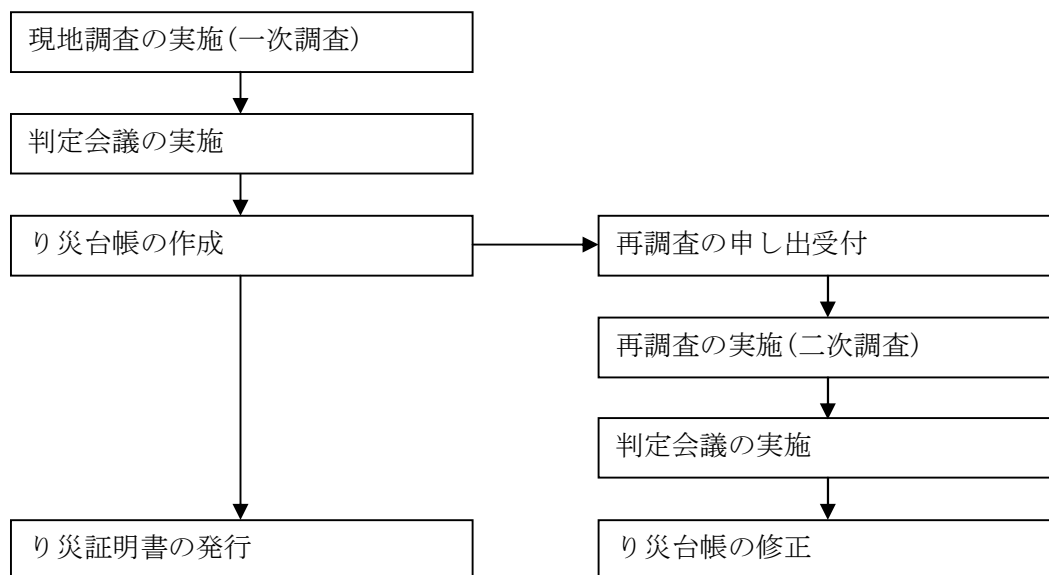 現地調査の実施(一次調査)
判定会議の実施
り災台帳の作成
再調査の申し出受付
再調査の実施(二次調査)
判定会議の実施
り災証明書の発行
り災台帳の修正